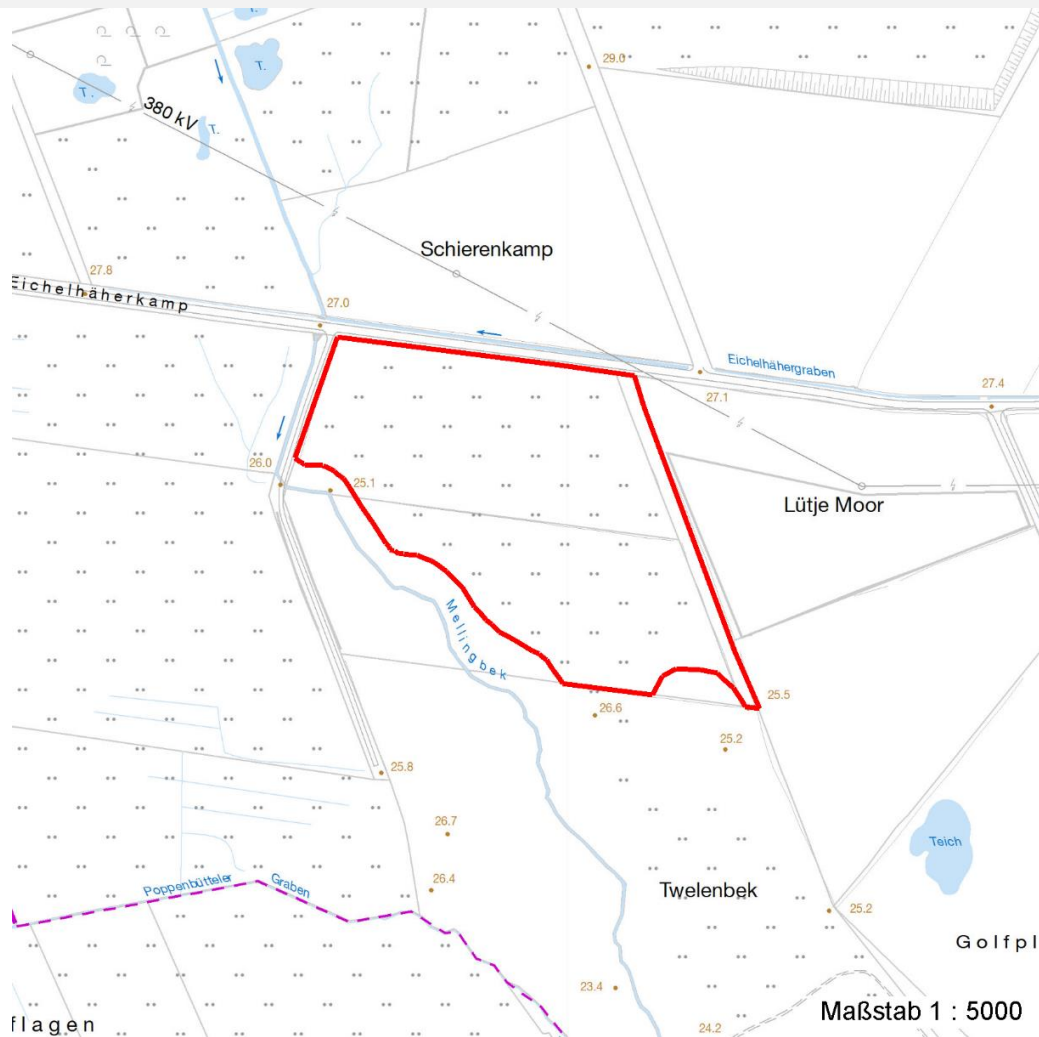 T.
T.
29.0
T.
T.
380 kV
Schierenkamp
27.8
Eichelhäherkamp
27.0
Eichelhähergraben
27.1
27.4
26.0
25.1
Lütje Moor
Mellingbek
25.5
26.6
25.2
25.8
26.7
Teich
Poppenbütteler Graben
26.4
Twelenbek
25.2
Golfpl
23.4
Maßstab 1 : 5000
flagen
24.2